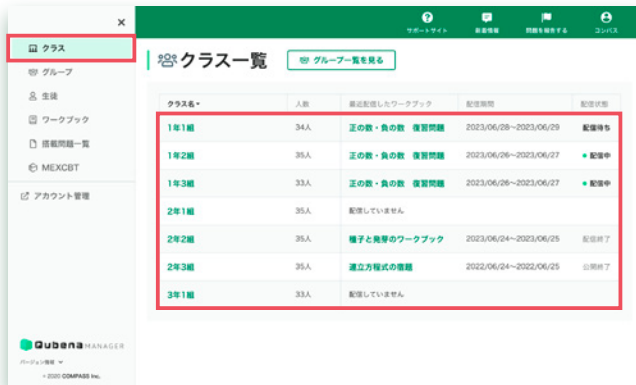 ×
サポートサイト
新着情報
問題を報告する
コンパス
クラス
グループ
生徒
ワークブック
搭載問題一覧
MEXCBT
アカウント管理
クラス一覧
グループ一覧を見る
クラス名 人数 最近配信したワークブック 配信期間 配信状態
1年1組 34人 正の数・負の数 復習問題 2023/06/28~2023/06/29 配信待ち
1年2組 35人 正の数・負の数 復習問題 2023/06/26~2023/06/27 配信中
1年3組 33人 正の数・負の数 復習問題 2023/06/26~2023/06/27 配信中
2年1組 35人 配信していません
2年2組 35人 種子と発芽のワークブック 2023/06/24~2023/06/25 配信終了
2年3組 35人 連立方程式の宿題 2022/06/24~2022/06/25 公開終了
3年1組 33人 配信していません
Qubena MANAGER
バージョン情報
© 2020 COMPASS Inc.